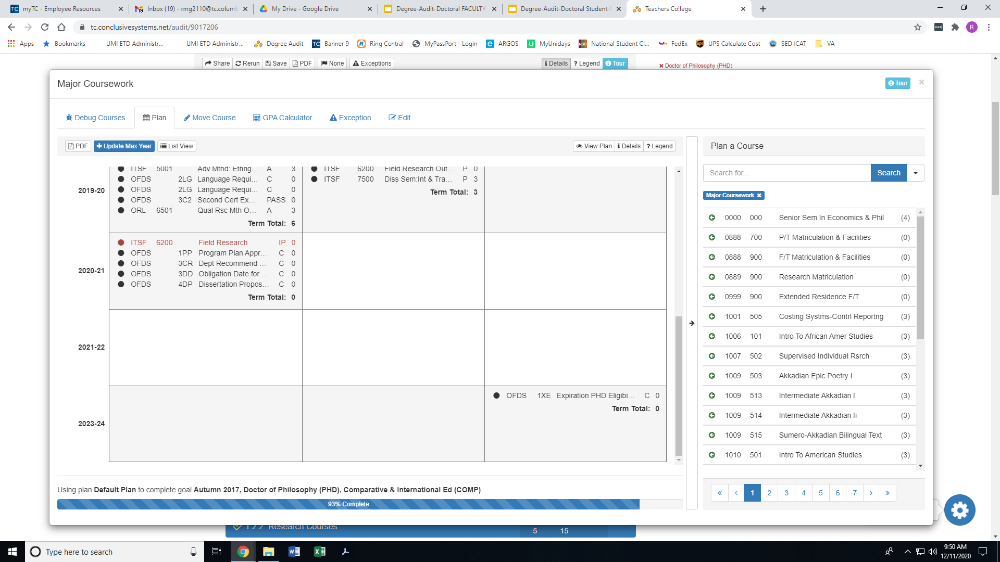 myTC - Employee Resources
Inbox (19) - rmg2110@tc.columb
My Drive - Google Drive
Degree-Audit-Doctoral FACULTY
Degree-Audit-Doctoral Student-
Teachers College
tc.conclusivesystems.net/audit/9017206
R
Apps Bookmarks UMI ETD Administr... UMI ETD Administr... Degree Audit TC Banner 9 Ring Central MyPassPort - Login ARGOS MyUnidays National Student Cl... FedEx UPS Calculate Cost SED ICAT VA
Share Rerun Save PDF None Exceptions Details ? Legend Tour
Doctor of Philosophy (PHD)
Major Coursework
Tour
Debug Courses Plan Move Course GPA Calculator Exception Edit
PDF Update Max Year List View View Plan Details ? Legend
2019-20
ITSF 5001 Adv Mthd: Ethng... A 3
OFDS 2LG Language Requi... C 0
OFDS 2LG Language Requi... C 0
OFDS 3C2 Second Cert Ex... PASS 0
ORL 6501 Qual Rsc Mth O... A 3
Term Total: 6
ITSF 6200 Field Research Out... P 0
ITSF 7500 Diss Sem:Int & Tra... P 3
Term Total: 3
2020-21
ITSF 6200 Field Research IP 0
OFDS 1PP Program Plan Appr... C 0
OFDS 3CR Dept Recommend ... C 0
OFDS 3DD Obligation Date for ... C 0
OFDS 4DP Dissertation Propos... C 0
Term Total: 0
2021-22
2023-24
OFDS 1XE Expiration PHD Eligibi... C 0
Term Total: 0
Using plan Default Plan to complete goal Autumn 2017, Doctor of Philosophy (PHD), Comparative & International Ed (COMP)
93% Complete
Plan a Course
Search for...
Search
Major Coursework
0000 000 Senior Sem In Economics & Phil (4)
0888 700 P/T Matriculation & Facilities (0)
0888 900 F/T Matriculation & Facilities (0)
0889 900 Research Matriculation (0)
0999 900 Extended Residence F/T (0)
1001 505 Costing Systms-Contrl Reportng (3)
1006 101 Intro To African Amer Studies (3)
1007 502 Supervised Individual Rsrch (3)
1009 503 Akkadian Epic Poetry I (3)
1009 513 Intermediate Akkadian I (3)
1009 514 Intermediate Akkadian Ii (3)
1009 515 Sumero-Akkadian Bilingual Text (3)
1010 501 Intro To American Studies (3)
« ‹ 1 2 3 4 5 6 7 › »
1.2.2 Research Courses
5 15
Type here to search
9:50 AM
12/11/2020